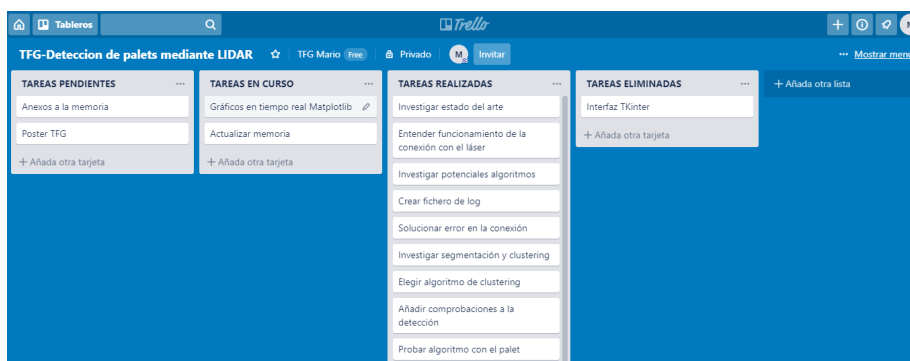 Tableros
Trello
TFG-Deteccion de palets mediante LIDAR
TFG Mario Free
Privado
M
Invitar
... Mostrar menú
TAREAS PENDIENTES ...
Anexos a la memoria
Poster TFG
+ Añada otra tarjeta
TAREAS EN CURSO ...
Gráficos en tiempo real Matplotlib
Actualizar memoria
+ Añada otra tarjeta
TAREAS REALIZADAS ...
Investigar estado del arte
Entender funcionamiento de la
conexión con el láser
Investigar potenciales algoritmos
Crear fichero de log
Solucionar error en la conexión
Investigar segmentación y clustering
Elegir algoritmo de clustering
Añadir comprobaciones a la
detección
Probar algoritmo con el palet
TAREAS ELIMINADAS ...
Interfaz TKinter
+ Añada otra tarjeta
+ Añada otra lista